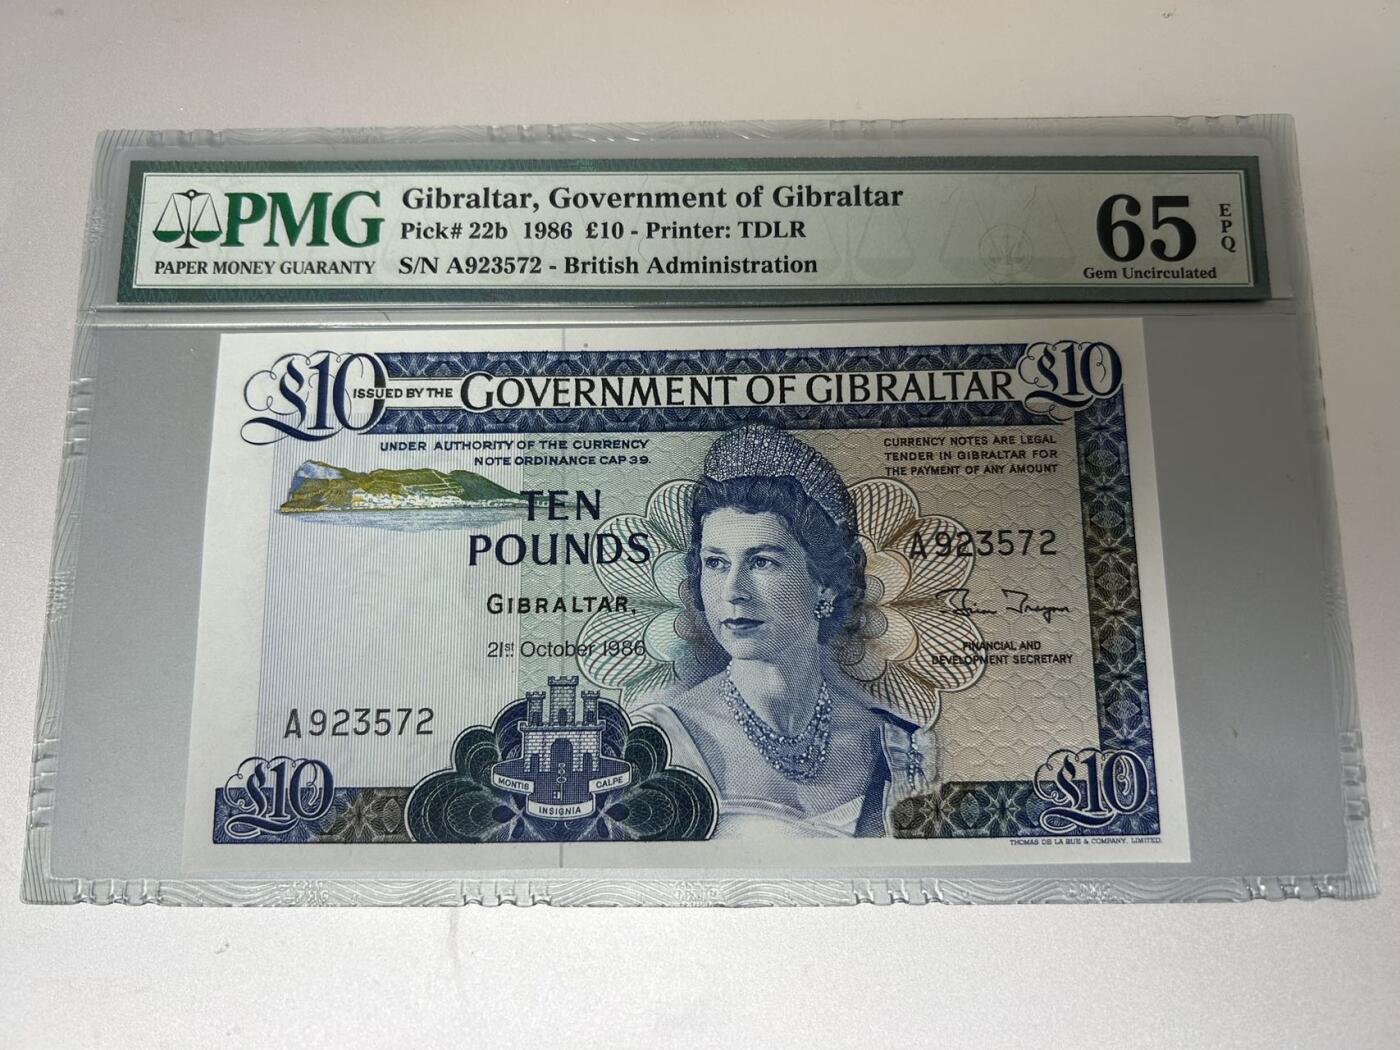 PMG
PAPER MONEY GUARANTY
Gibraltar, Government of Gibraltar
Pick# 22b 1986 £10 - Printer: TDLR
S/N A923572 - British Administration
65
EPQ
Gem Uncirculated
£10
ISSUED BY THE GOVERNMENT OF GIBRALTAR
£10
UNDER AUTHORITY OF THE CURRENCY
NOTE ORDINANCE CAP 39.
CURRENCY NOTES ARE LEGAL
TENDER IN GIBRALTAR FOR
THE PAYMENT OF ANY AMOUNT
TEN
POUNDS
A923572
GIBRALTAR,
21st October 1986
FINANCIAL AND
DEVELOPMENT SECRETARY
A923572
MONTIS
INSIGNIA
CALPE
£10
£10
THOMAS DE LA RUE & COMPANY, LIMITED.